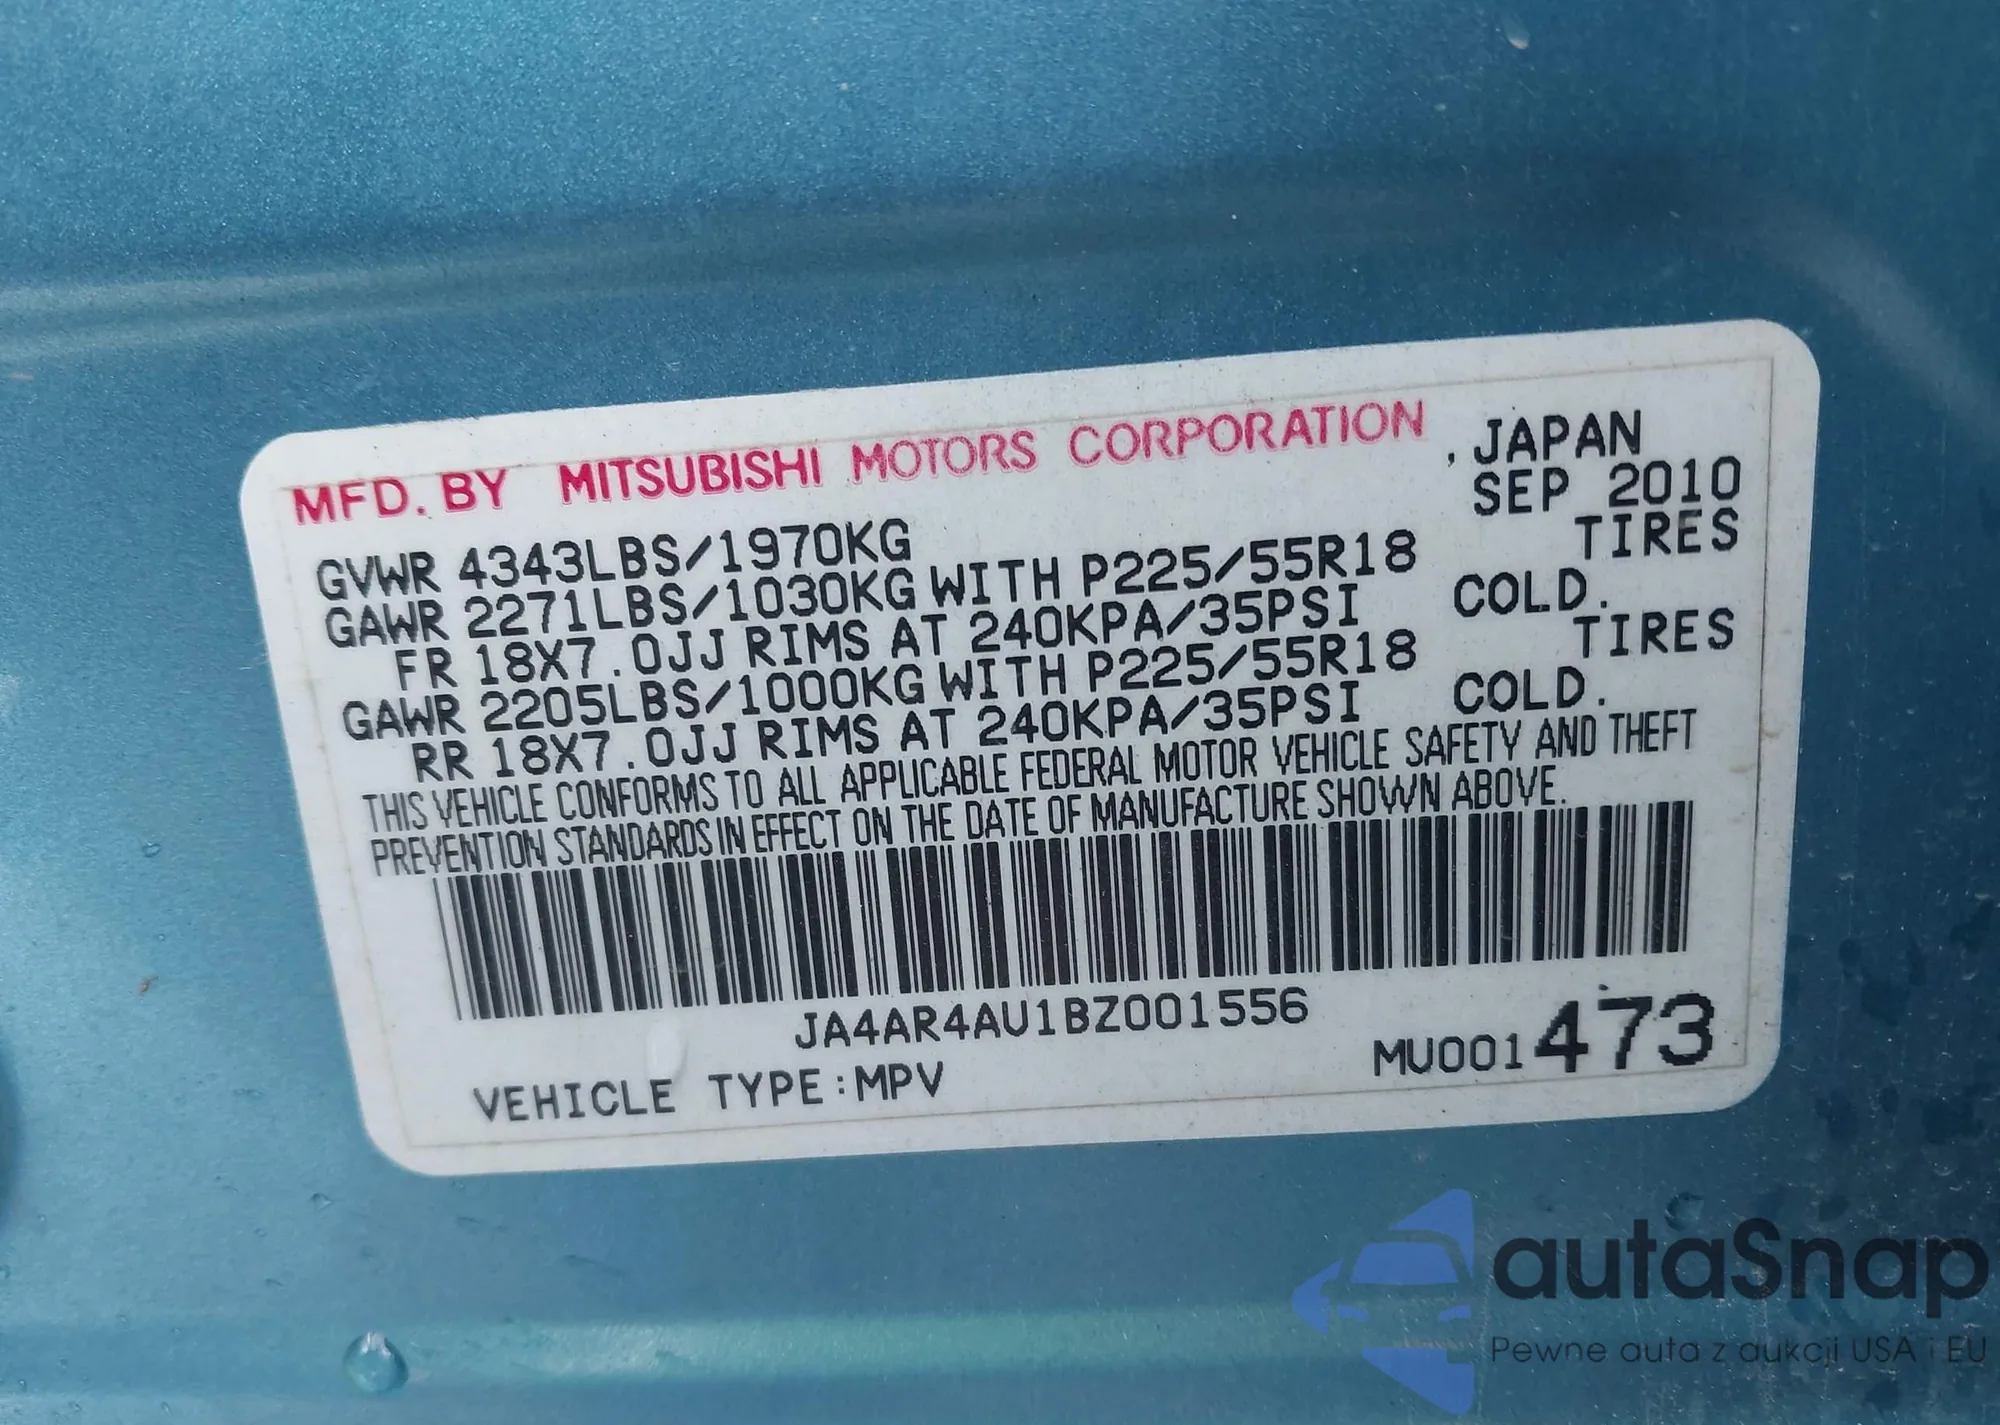 MFD. BY MITSUBISHI MOTORS CORPORATION , JAPAN
SEP 2010
GVWR 4343LBS/1970KG
GAWR 2271LBS/1030KG WITH P225/55R18 TIRES
FR 18X7.0JJ RIMS AT 240KPA/35PSI COLD.
GAWR 2205LBS/1000KG WITH P225/55R18 TIRES
RR 18X7.0JJ RIMS AT 240KPA/35PSI COLD.
THIS VEHICLE CONFORMS TO ALL APPLICABLE FEDERAL MOTOR VEHICLE SAFETY AND THEFT
PREVENTION STANDARDS IN EFFECT ON THE DATE OF MANUFACTURE SHOWN ABOVE.
JA4AR4AU1BZ001556
VEHICLE TYPE:MPV MU001473
autaSnap
Pewne auta z aukcji USA i EU